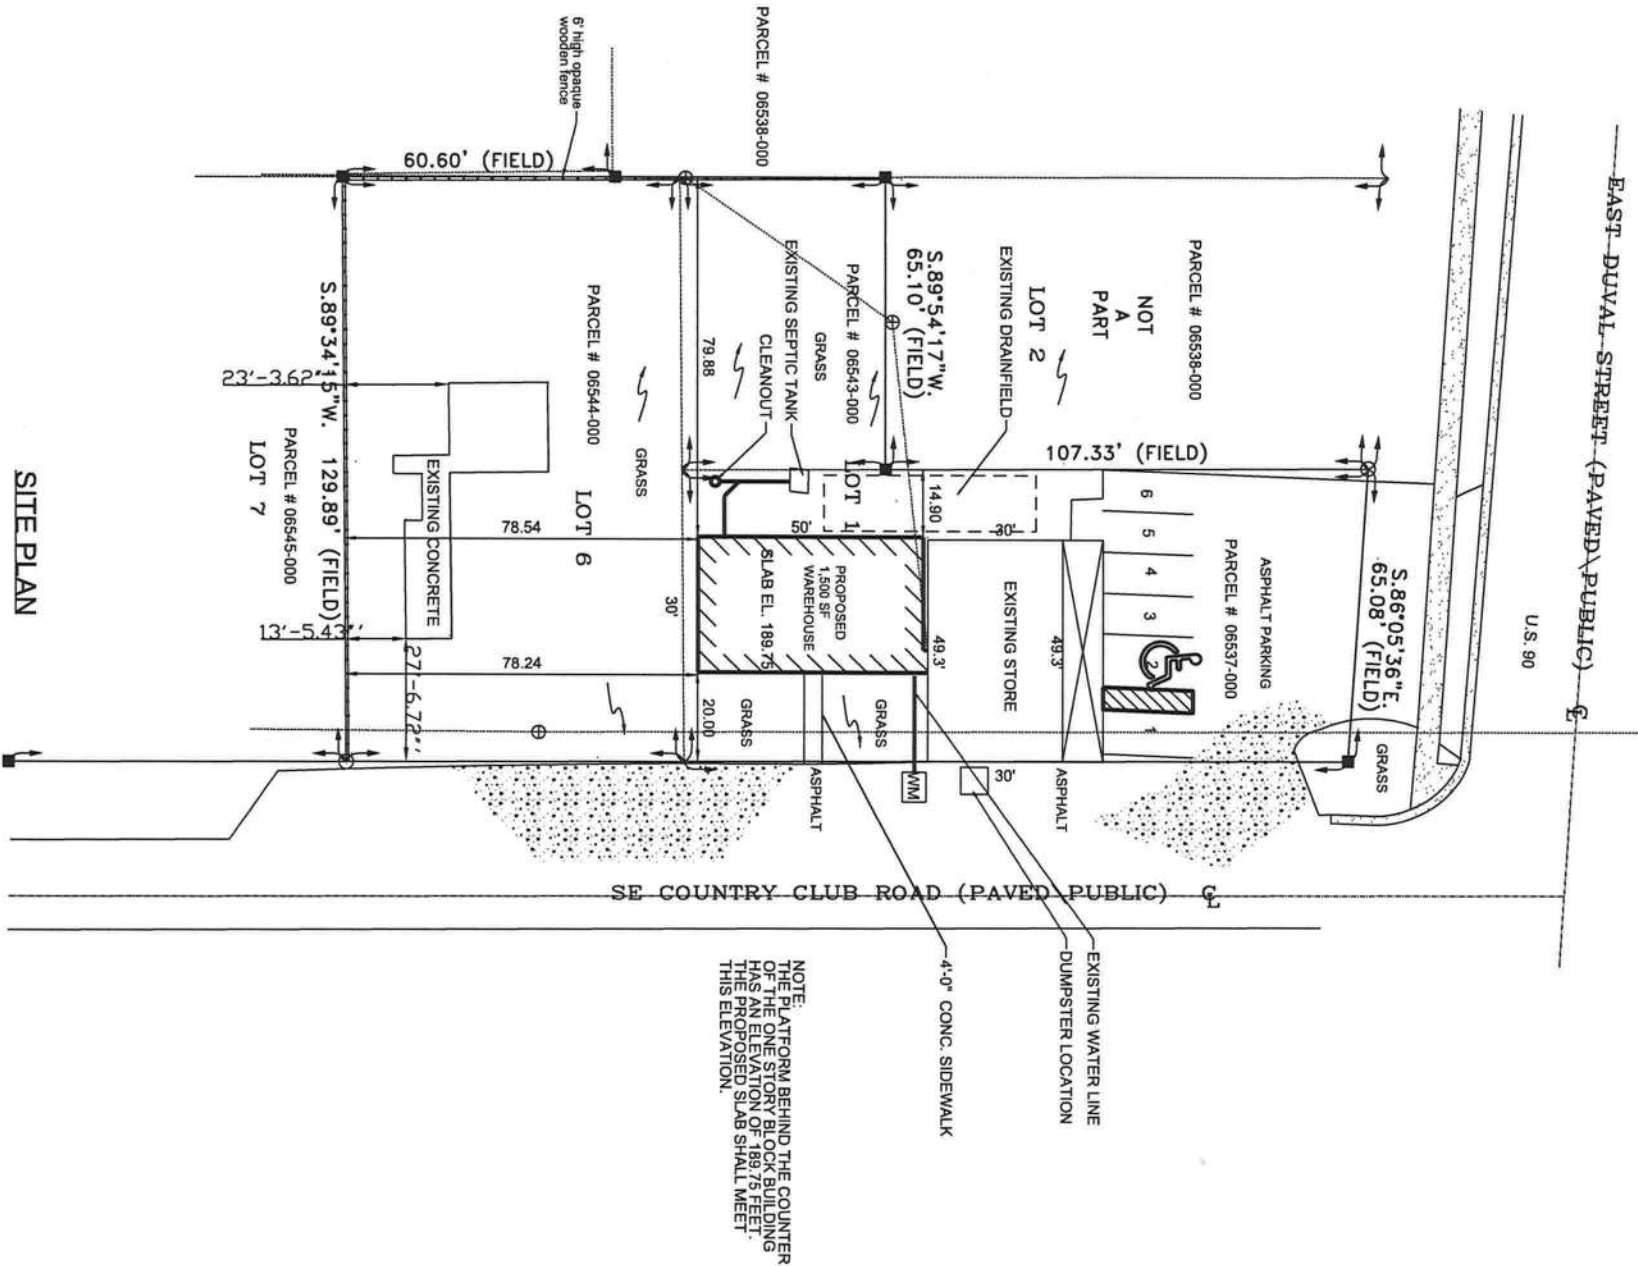 EAST DUVAL STREET (PAVED\PUBLIC) ℄
U.S. 90
S.86°05'36"E.
65.08' (FIELD)
GRASS
PARCEL # 06538-000
NOT
A
PART
LOT 2
EXISTING DRAINFIELD
107.33' (FIELD)
ASPHALT PARKING
PARCEL # 06537-000
6
5
4
3
2
1
S.89°54'17"W.
65.10' (FIELD)
PARCEL # 06543-000
GRASS
EXISTING SEPTIC TANK
CLEANOUT
79.88
LOT 1
14.90
30'
50'
49.3'
EXISTING STORE
49.3'
30'
ASPHALT
PROPOSED
1,500 SF
WAREHOUSE
SLAB EL. 189.75
30'
GRASS
GRASS
20.00
WM
ASPHALT
PARCEL # 06538-000
6' high opaque
wooden fence
60.60' (FIELD)
PARCEL # 06544-000
GRASS
LOT 6
78.54
78.24
EXISTING CONCRETE
23'-3.62"
13'-5.43"
27'-6.72"
S.89°34'15"W. 129.89' (FIELD)
PARCEL # 06545-000
LOT 7
SE COUNTRY CLUB ROAD (PAVED\PUBLIC) ℄
EXISTING WATER LINE
DUMPSTER LOCATION
4'-0" CONC. SIDEWALK
NOTE:
THE PLATFORM BEHIND THE COUNTER
OF THE ONE STORY BLOCK BUILDING
HAS AN ELEVATION OF 189.75 FEET.
THE PROPOSED SLAB SHALL MEET
THIS ELEVATION.
SITE PLAN